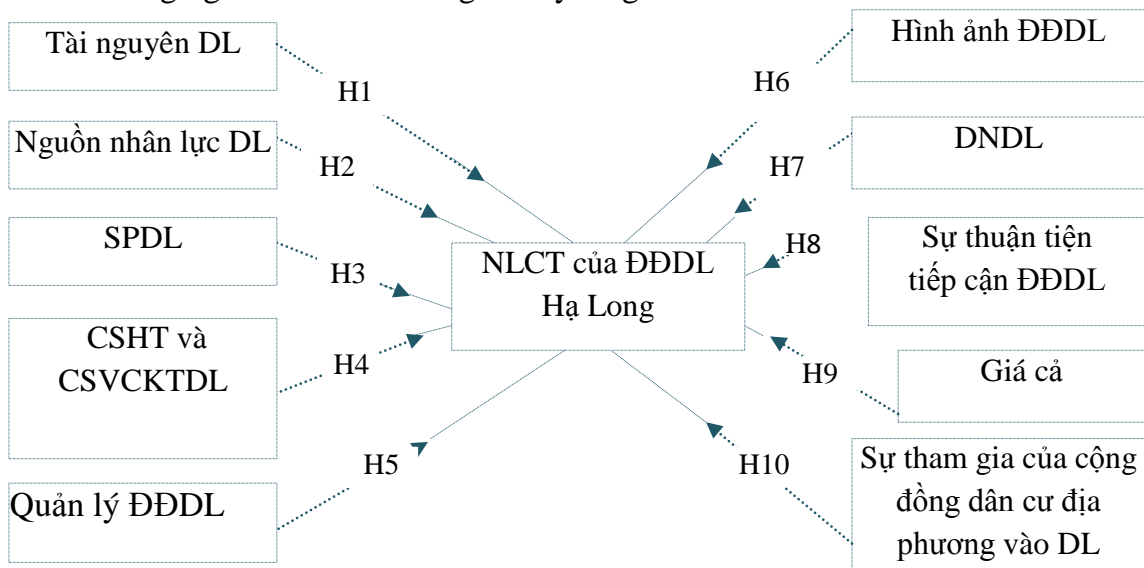 Tài nguyên DL
H1
Nguồn nhân lực DL
H2
SPDL
H3
CSHT và
CSVCKTDL
H4
Quản lý ĐĐDL
H5
NLCT của ĐĐDL
Hạ Long
Hình ảnh ĐĐDL
H6
DNDL
H7
Sự thuận tiện
tiếp cận ĐĐDL
H8
Giá cả
H9
Sự tham gia của cộng
đồng dân cư địa
phương vào DL
H10